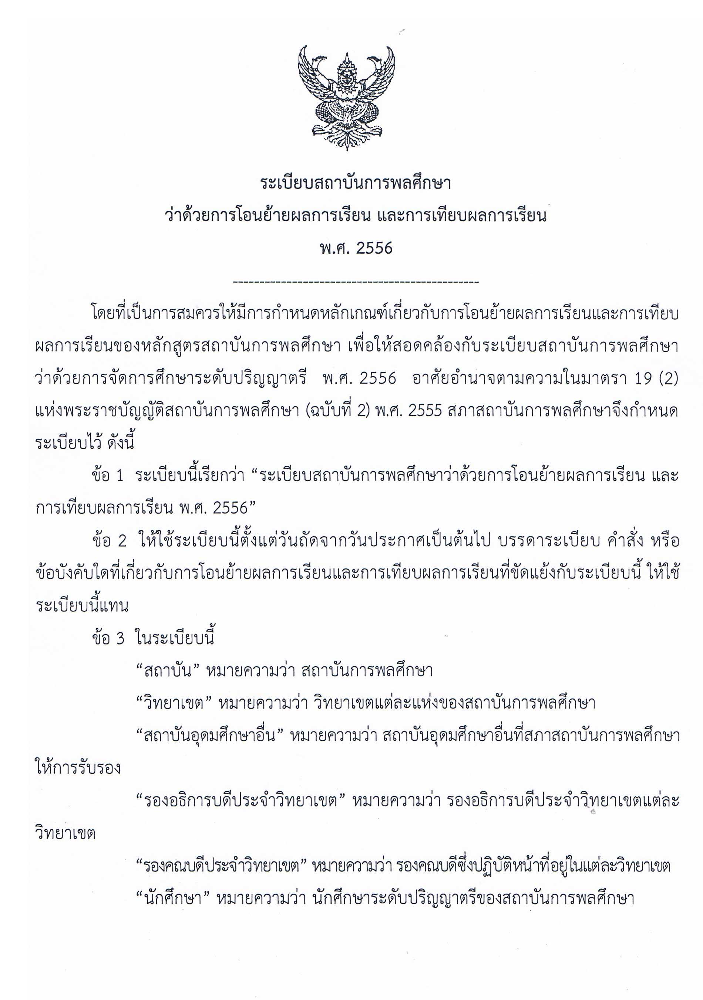 ระเบียบสถาบันการพลศึกษา
ว่าด้วยการโอนย้ายผลการเรียน และการเทียบผลการเรียน
พ.ศ. 2556
----------------------------------------------
โดยที่เป็นการสมควรให้มีการกำหนดหลักเกณฑ์เกี่ยวกับการโอนย้ายผลการเรียนและการเทียบ
ผลการเรียนของหลักสูตรสถาบันการพลศึกษา เพื่อให้สอดคล้องกับระเบียบสถาบันการพลศึกษา
ว่าด้วยการจัดการศึกษาระดับปริญญาตรี พ.ศ. 2556 อาศัยอำนาจตามความในมาตรา 19 (2)
แห่งพระราชบัญญัติสถาบันการพลศึกษา (ฉบับที่ 2) พ.ศ. 2555 สภาสถาบันการพลศึกษาจึงกำหนด
ระเบียบไว้ ดังนี้
ข้อ 1 ระเบียบนี้เรียกว่า “ระเบียบสถาบันการพลศึกษาว่าด้วยการโอนย้ายผลการเรียน และ
การเทียบผลการเรียน พ.ศ. 2556”
ข้อ 2 ให้ใช้ระเบียบนี้ตั้งแต่วันถัดจากวันประกาศเป็นต้นไป บรรดาระเบียบ คำสั่ง หรือ
ข้อบังคับใดที่เกี่ยวกับการโอนย้ายผลการเรียนและการเทียบผลการเรียนที่ขัดแย้งกับระเบียบนี้ ให้ใช้
ระเบียบนี้แทน
ข้อ 3 ในระเบียบนี้
“สถาบัน” หมายความว่า สถาบันการพลศึกษา
“วิทยาเขต” หมายความว่า วิทยาเขตแต่ละแห่งของสถาบันการพลศึกษา
“สถาบันอุดมศึกษาอื่น” หมายความว่า สถาบันอุดมศึกษาอื่นที่สภาสถาบันการพลศึกษา
ให้การรับรอง
“รองอธิการบดีประจำวิทยาเขต” หมายความว่า รองอธิการบดีประจำวิทยาเขตแต่ละ
วิทยาเขต
“รองคณบดีประจำวิทยาเขต” หมายความว่า รองคณบดีซึ่งปฏิบัติหน้าที่อยู่ในแต่ละวิทยาเขต
“นักศึกษา” หมายความว่า นักศึกษาระดับปริญญาตรีของสถาบันการพลศึกษา